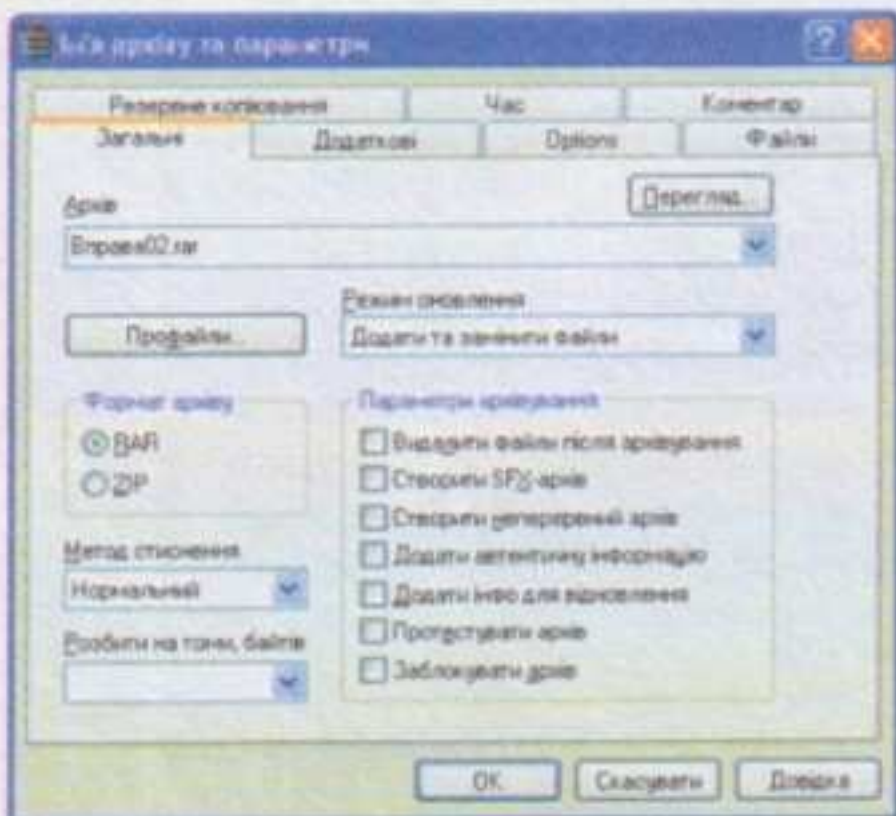 Ім'я архіву та параметри
Резервне копіювання Час Коментар
Загальні Додаткові Options Файли
Архів Перегляд...
Вправа02.rar
Режим оновлення
Профайли... Додати та замінити файли
Формат архіву Параметри архівування
RAR Видалити файли після архівування
ZIP Створити SFX-архів
Створити неперервний архів
Метод стиснення Додати автентичну інформацію
Нормальний Додати інфо для відновлення
Розбити на томи, байтів Протестувати архів
Заблокувати архів
OK Скасувати Довідка